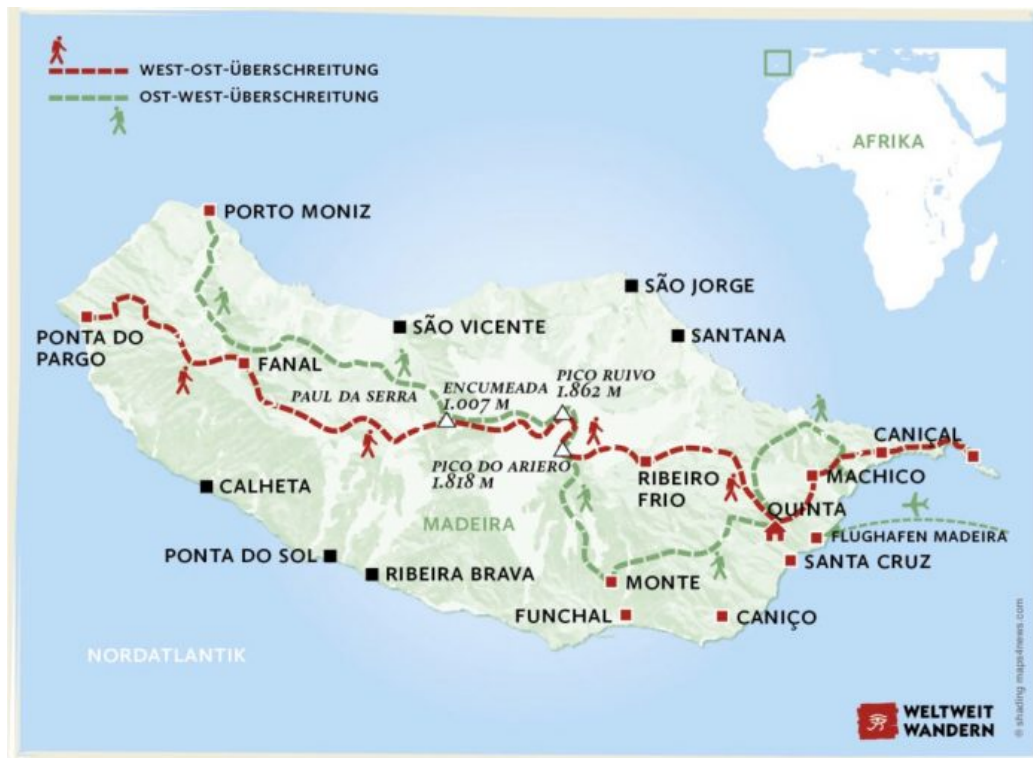 WEST-OST-ÜBERSCHREITUNG
OST-WEST-ÜBERSCHREITUNG
AFRIKA
PORTO MONIZ
SÃO JORGE
SÃO VICENTE
SANTANA
PONTA DO
PARGO
FANAL
PAUL DA SERRA
ENCUMEADA
1.007 M
PICO RUIVO
1.862 M
PICO DO ARIERO
1.818 M
CANIÇAL
MACHICO
RIBEIRO
FRIO
QUINTA
CALHETA
MADEIRA
FLUGHAFEN MADEIRA
PONTA DO SOL
RIBEIRA BRAVA
SANTA CRUZ
MONTE
FUNCHAL
CANIÇO
NORDATLANTIK
WELTWEIT
WANDERN
© shading maps4news.com